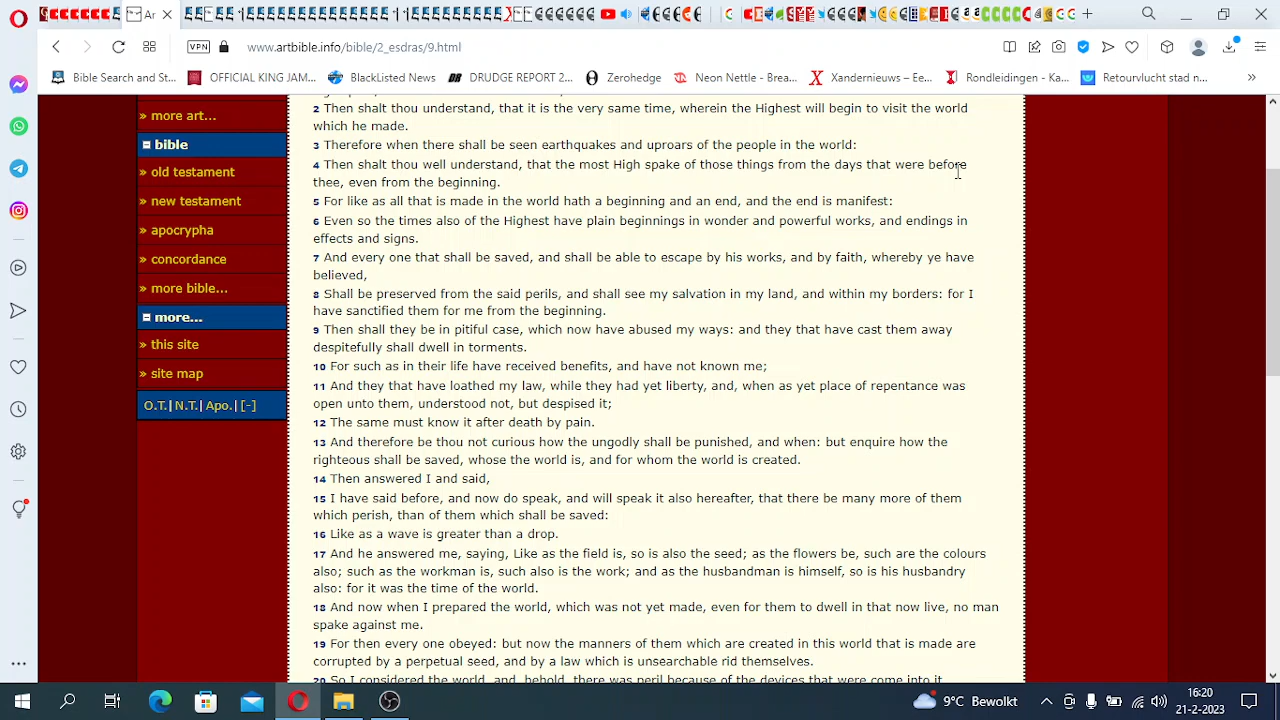 Ar
www.artbible.info/bible/2_esdras/9.html
VPN
Bible Search and St...
OFFICIAL KING JAM...
BlackListed News
DRUDGE REPORT 2...
Zerohedge
Neon Nettle - Brea...
Xandernieuws – Ee...
Rondleidingen - Ka...
Retourvlucht stad n...
»
» more art...
bible
» old testament
» new testament
» apocrypha
» concordance
» more bible...
more...
» this site
» site map
O.T.| N.T.| Apo.| [-]
2 Then shalt thou understand, that it is the very same time, wherein the Highest will begin to visit the world
which he made.
3 Therefore when there shall be seen earthquakes and uproars of the people in the world:
4 Then shalt thou well understand, that the most High spake of those things from the days that were before
thee, even from the beginning.
5 For like as all that is made in the world hath a beginning and an end, and the end is manifest:
6 Even so the times also of the Highest have plain beginnings in wonder and powerful works, and endings in
effects and signs.
7 And every one that shall be saved, and shall be able to escape by his works, and by faith, whereby ye have
believed,
8 Shall be preserved from the said perils, and shall see my salvation in my land, and within my borders: for I
have sanctified them for me from the beginning.
9 Then shall they be in pitiful case, which now have abused my ways: and they that have cast them away
despitefully shall dwell in torments.
10 For such as in their life have received benefits, and have not known me;
11 And they that have loathed my law, while they had yet liberty, and, when as yet place of repentance was
open unto them, understood not, but despised it;
12 The same must know it after death by pain.
13 And therefore be thou not curious how the ungodly shall be punished, and when: but enquire how the
righteous shall be saved, whose the world is, and for whom the world is created.
14 Then answered I and said,
15 I have said before, and now do speak, and will speak it also hereafter, that there be many more of them
which perish, than of them which shall be saved:
16 Like as a wave is greater than a drop.
17 And he answered me, saying, Like as the field is, so is also the seed; as the flowers be, such are the colours
also; such as the workman is, such also is the work; and as the husbandman is himself, so is his husbandry
also: for it was the time of the world.
18 And now when I prepared the world, which was not yet made, even for them to dwell in that now live, no man
spake against me.
19 For then every one obeyed: but now the manners of them which are created in this world that is made are
corrupted by a perpetual seed, and by a law which is unsearchable rid themselves.
20 So I considered the world, and, behold, there was peril because of the devices that were come into it.
9°C Bewolkt
16:20
21-2-2023